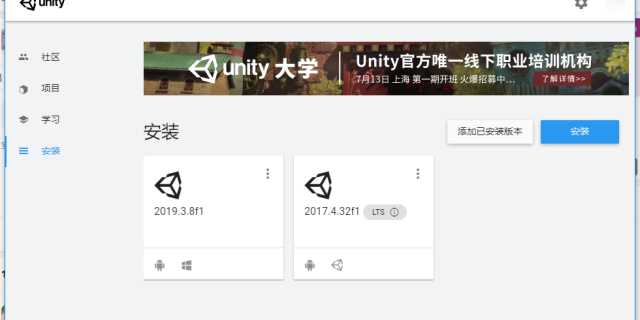 unity
社区
项目
学习
安装
unity 大学
Unity官方唯一线下职业培训机构
7月13日 上海 第一期开班 火爆招募中...
了解详情>>
安装
添加已安装版本
安装
2019.3.8f1
2017.4.32f1
LTS